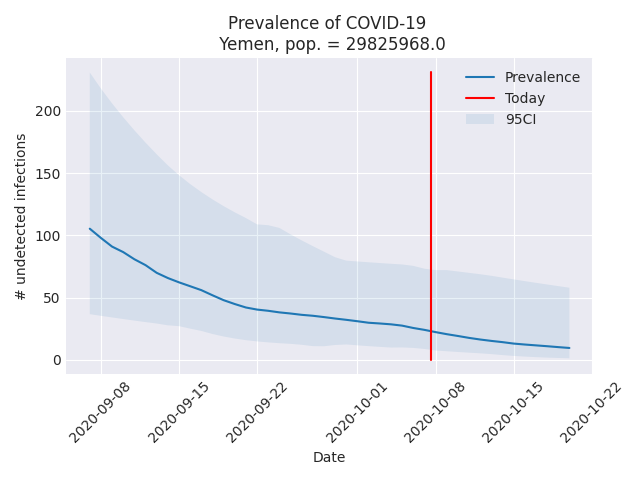 Prevalence of COVID-19
Yemen, pop. = 29825968.0
Prevalence
Today
95CI
# undetected infections
200
150
100
50
0
2020-09-08
2020-09-15
2020-09-22
2020-10-01
2020-10-08
2020-10-15
2020-10-22
Date